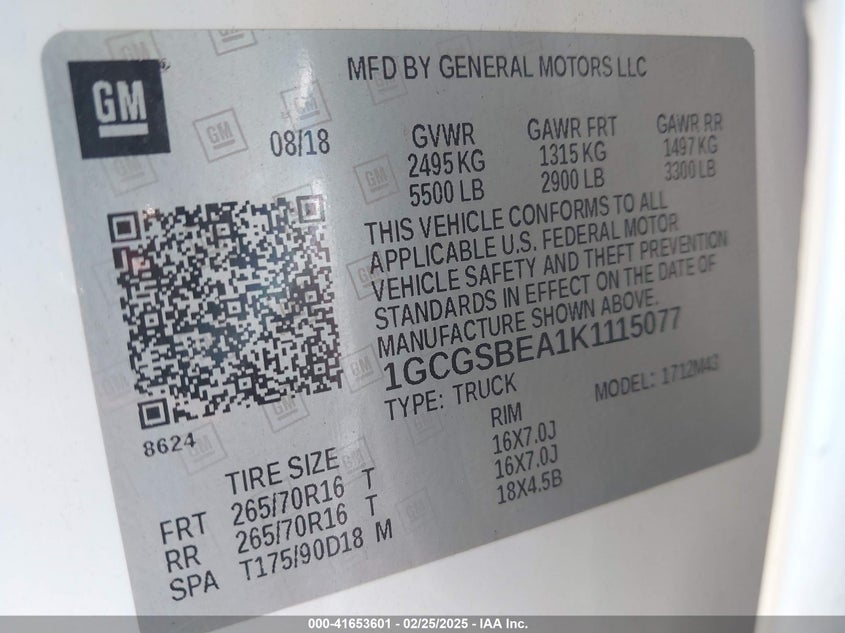 GM
MFD BY GENERAL MOTORS LLC
08/18
GVWR GAWR FRT GAWR RR
2495 KG 1315 KG 1497 KG
5500 LB 2900 LB 3300 LB
THIS VEHICLE CONFORMS TO ALL
APPLICABLE U.S. FEDERAL MOTOR
VEHICLE SAFETY AND THEFT PREVENTION
STANDARDS IN EFFECT ON THE DATE OF
MANUFACTURE SHOWN ABOVE.
1GCGSBEA1K1115077
TYPE: TRUCK MODEL: 1712M43
8624
TIRE SIZE RIM
FRT 265/70R16 T 16X7.0J
RR 265/70R16 T 16X7.0J
SPA T175/90D18 M 18X4.5B
000-41653601 - 02/25/2025 - IAA Inc.